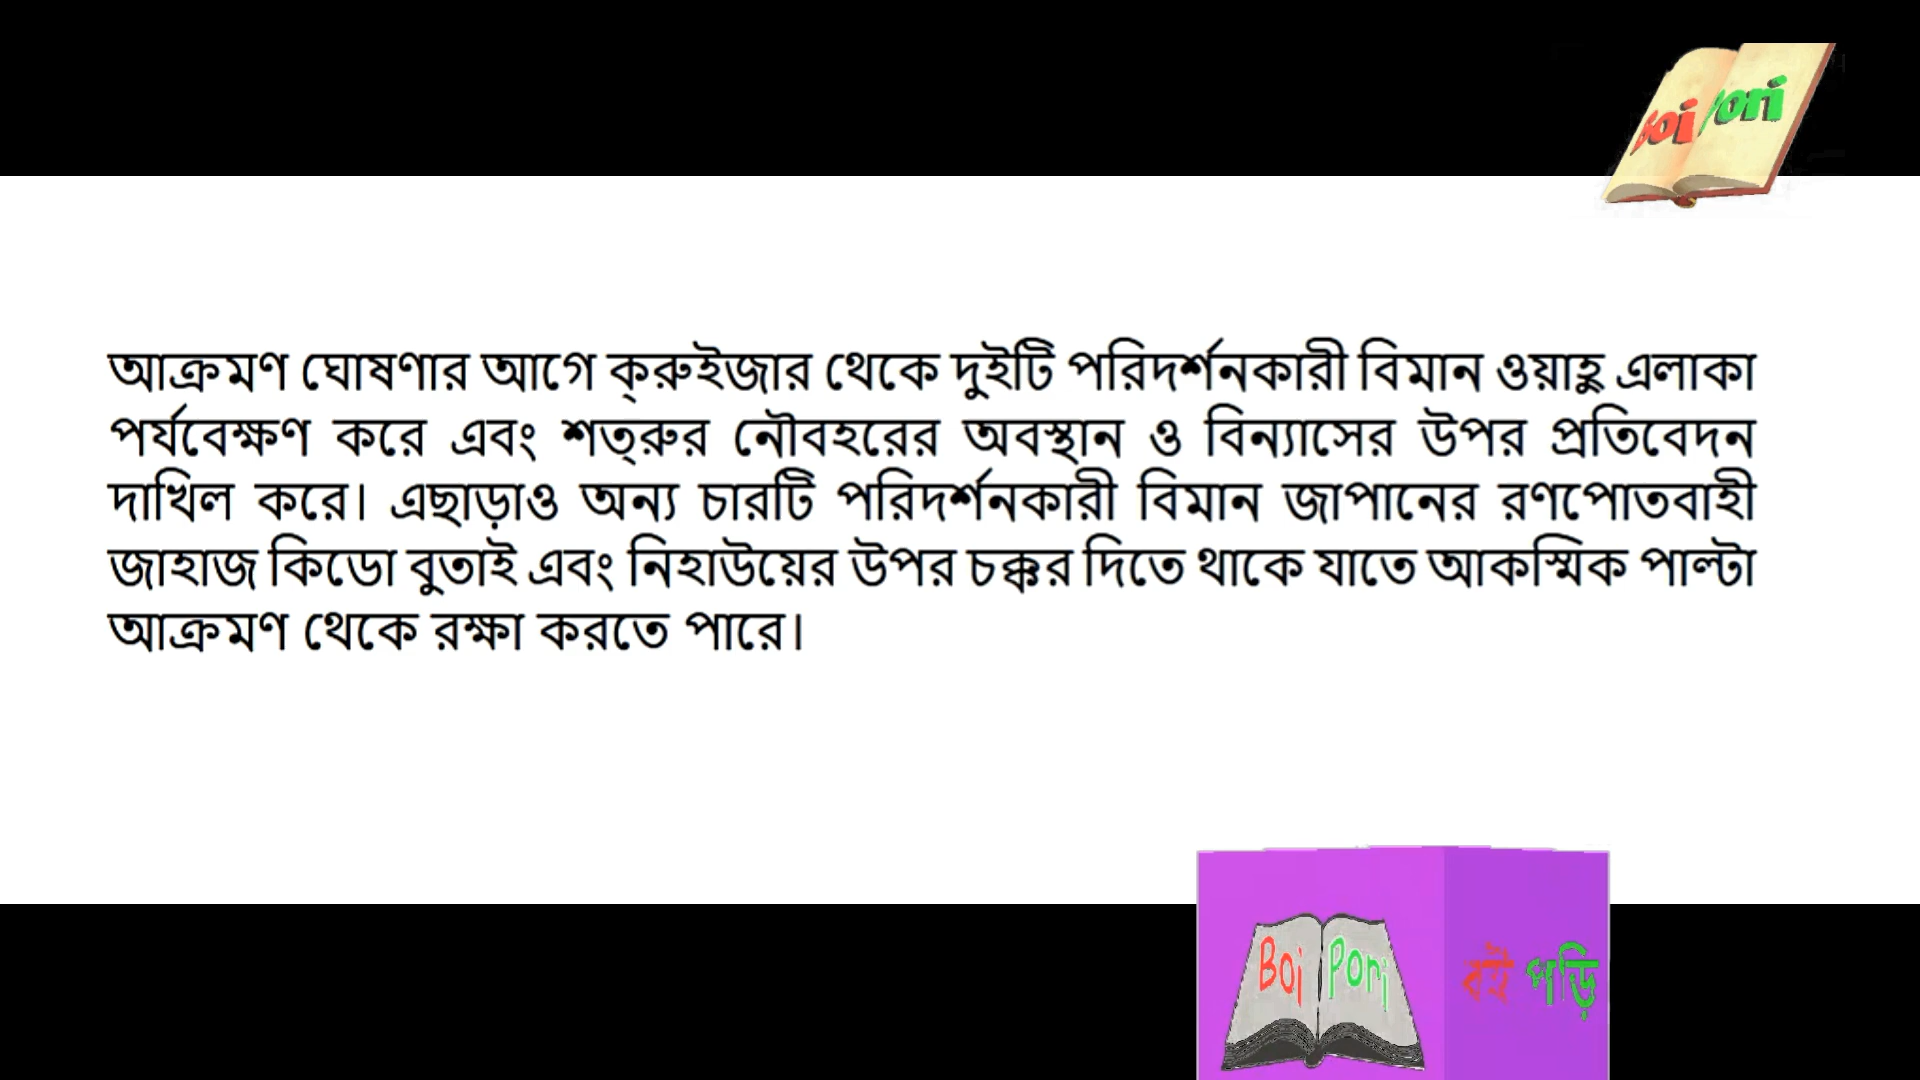 Boi Pori
আক্রমণ ঘোষণার আগে ক্‌রুইজার থেকে দুইটি পরিদর্শনকারী বিমান ওয়াহু এলাকা
পর্যবেক্ষণ করে এবং শত্‌রুর নৌবহরের অবস্থান ও বিন্যাসের উপর প্রতিবেদন
দাখিল করে। এছাড়াও অন্য চারটি পরিদর্শনকারী বিমান জাপানের রণপোতবাহী
জাহাজ কিডো বুতাই এবং নিহাউয়ের উপর চক্কর দিতে থাকে যাতে আকস্মিক পাল্টা
আক্রমণ থেকে রক্ষা করতে পারে।
Boi Pori
বই পড়ি